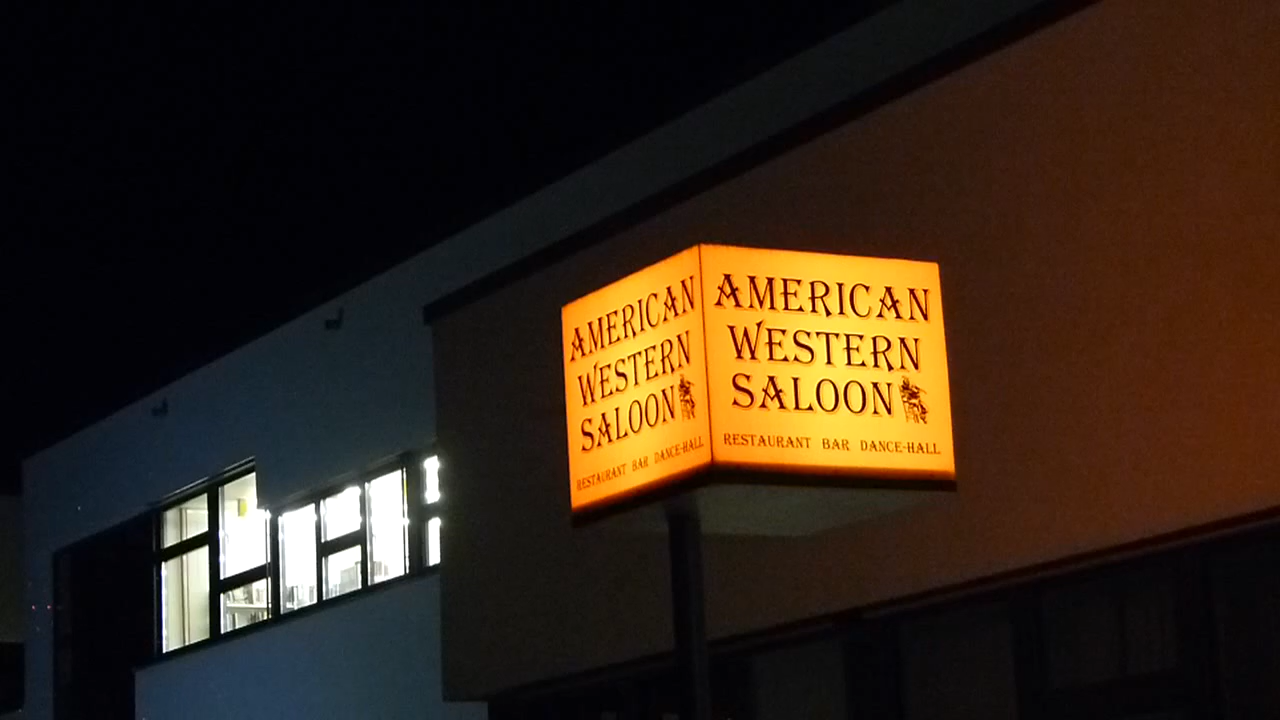 AMERICAN
WESTERN
SALOON
RESTAURANT BAR DANCE-HALL
AMERICAN
WESTERN
SALOON
RESTAURANT BAR DANCE-HALL